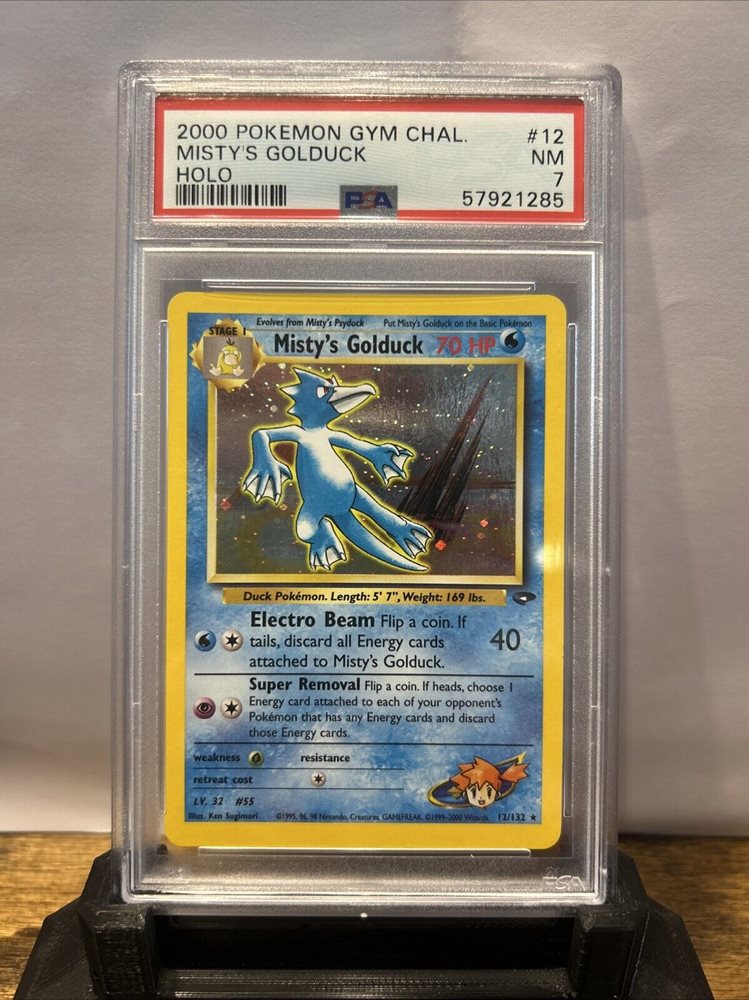 2000 POKEMON GYM CHAL. #12
MISTY'S GOLDUCK NM
HOLO 7
PSA 57921285
Evolves from Misty's Psyduck Put Misty's Golduck on the Basic Pokémon
STAGE 1
Misty's Golduck 70 HP
Duck Pokémon. Length: 5' 7", Weight: 169 lbs.
Electro Beam Flip a coin. If
tails, discard all Energy cards 40
attached to Misty's Golduck.
Super Removal Flip a coin. If heads, choose 1
Energy card attached to each of your opponent's
Pokémon that has any Energy cards and discard
those Energy cards.
weakness resistance
retreat cost
LV. 32 #55
Illus. Ken Sugimori ©1995, 96, 98 Nintendo, Creatures, GAMEFREAK. ©1999-2000 Wizards. 12/132 ★
PSA